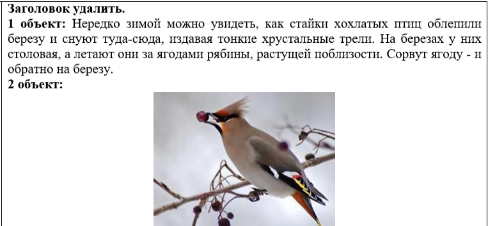 Заголовок удалить.
1 объект: Нередко зимой можно увидеть, как стайки хохлатых птиц облепили
березу и снуют туда-сюда, издавая тонкие хрустальные трели. На березах у них
столовая, а летают они за ягодами рябины, растущей поблизости. Сорвут ягоду - и
обратно на березу.
2 объект: